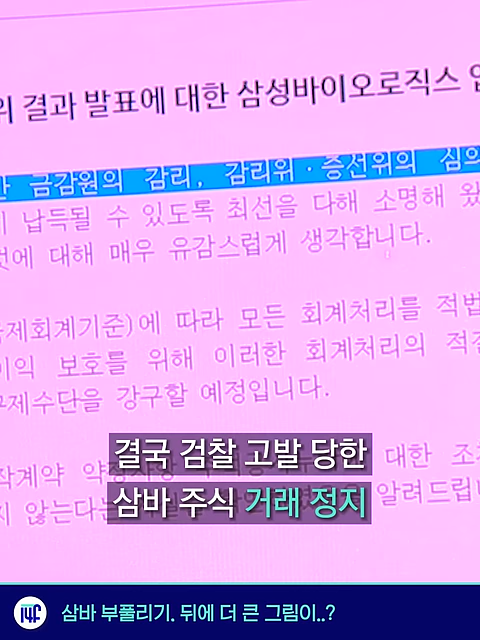 결과 발표에 대한 삼성바이오로직스
금감원의 감리, 감리위·증선위의 심의
납득될 수 있도록 최선을 다해 소명해 왔
대해 매우 유감스럽게 생각합니다.
국제회계기준)에 따라 모든 회계처리를 적법
이익 보호를 위해 이러한 회계처리의 적
구제수단을 강구할 예정입니다.
대한 조
않는다는
알려드립니
결국 검찰 고발 당한
삼바 주식 거래 정지
14F
삼바 부풀리기. 뒤에 더 큰 그림이..?